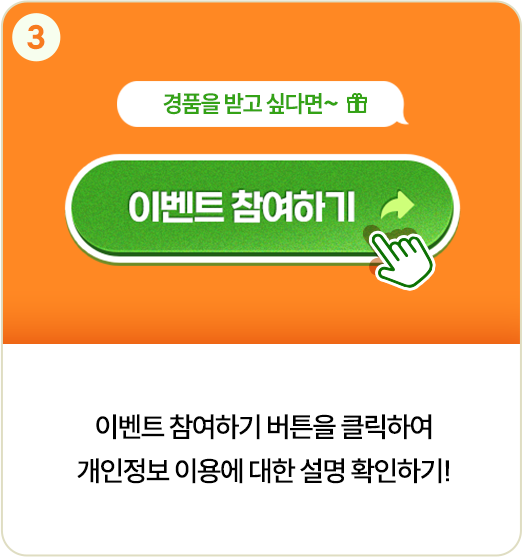 3
경품을 받고 싶다면~
이벤트 참여하기
이벤트 참여하기 버튼을 클릭하여
개인정보 이용에 대한 설명 확인하기!